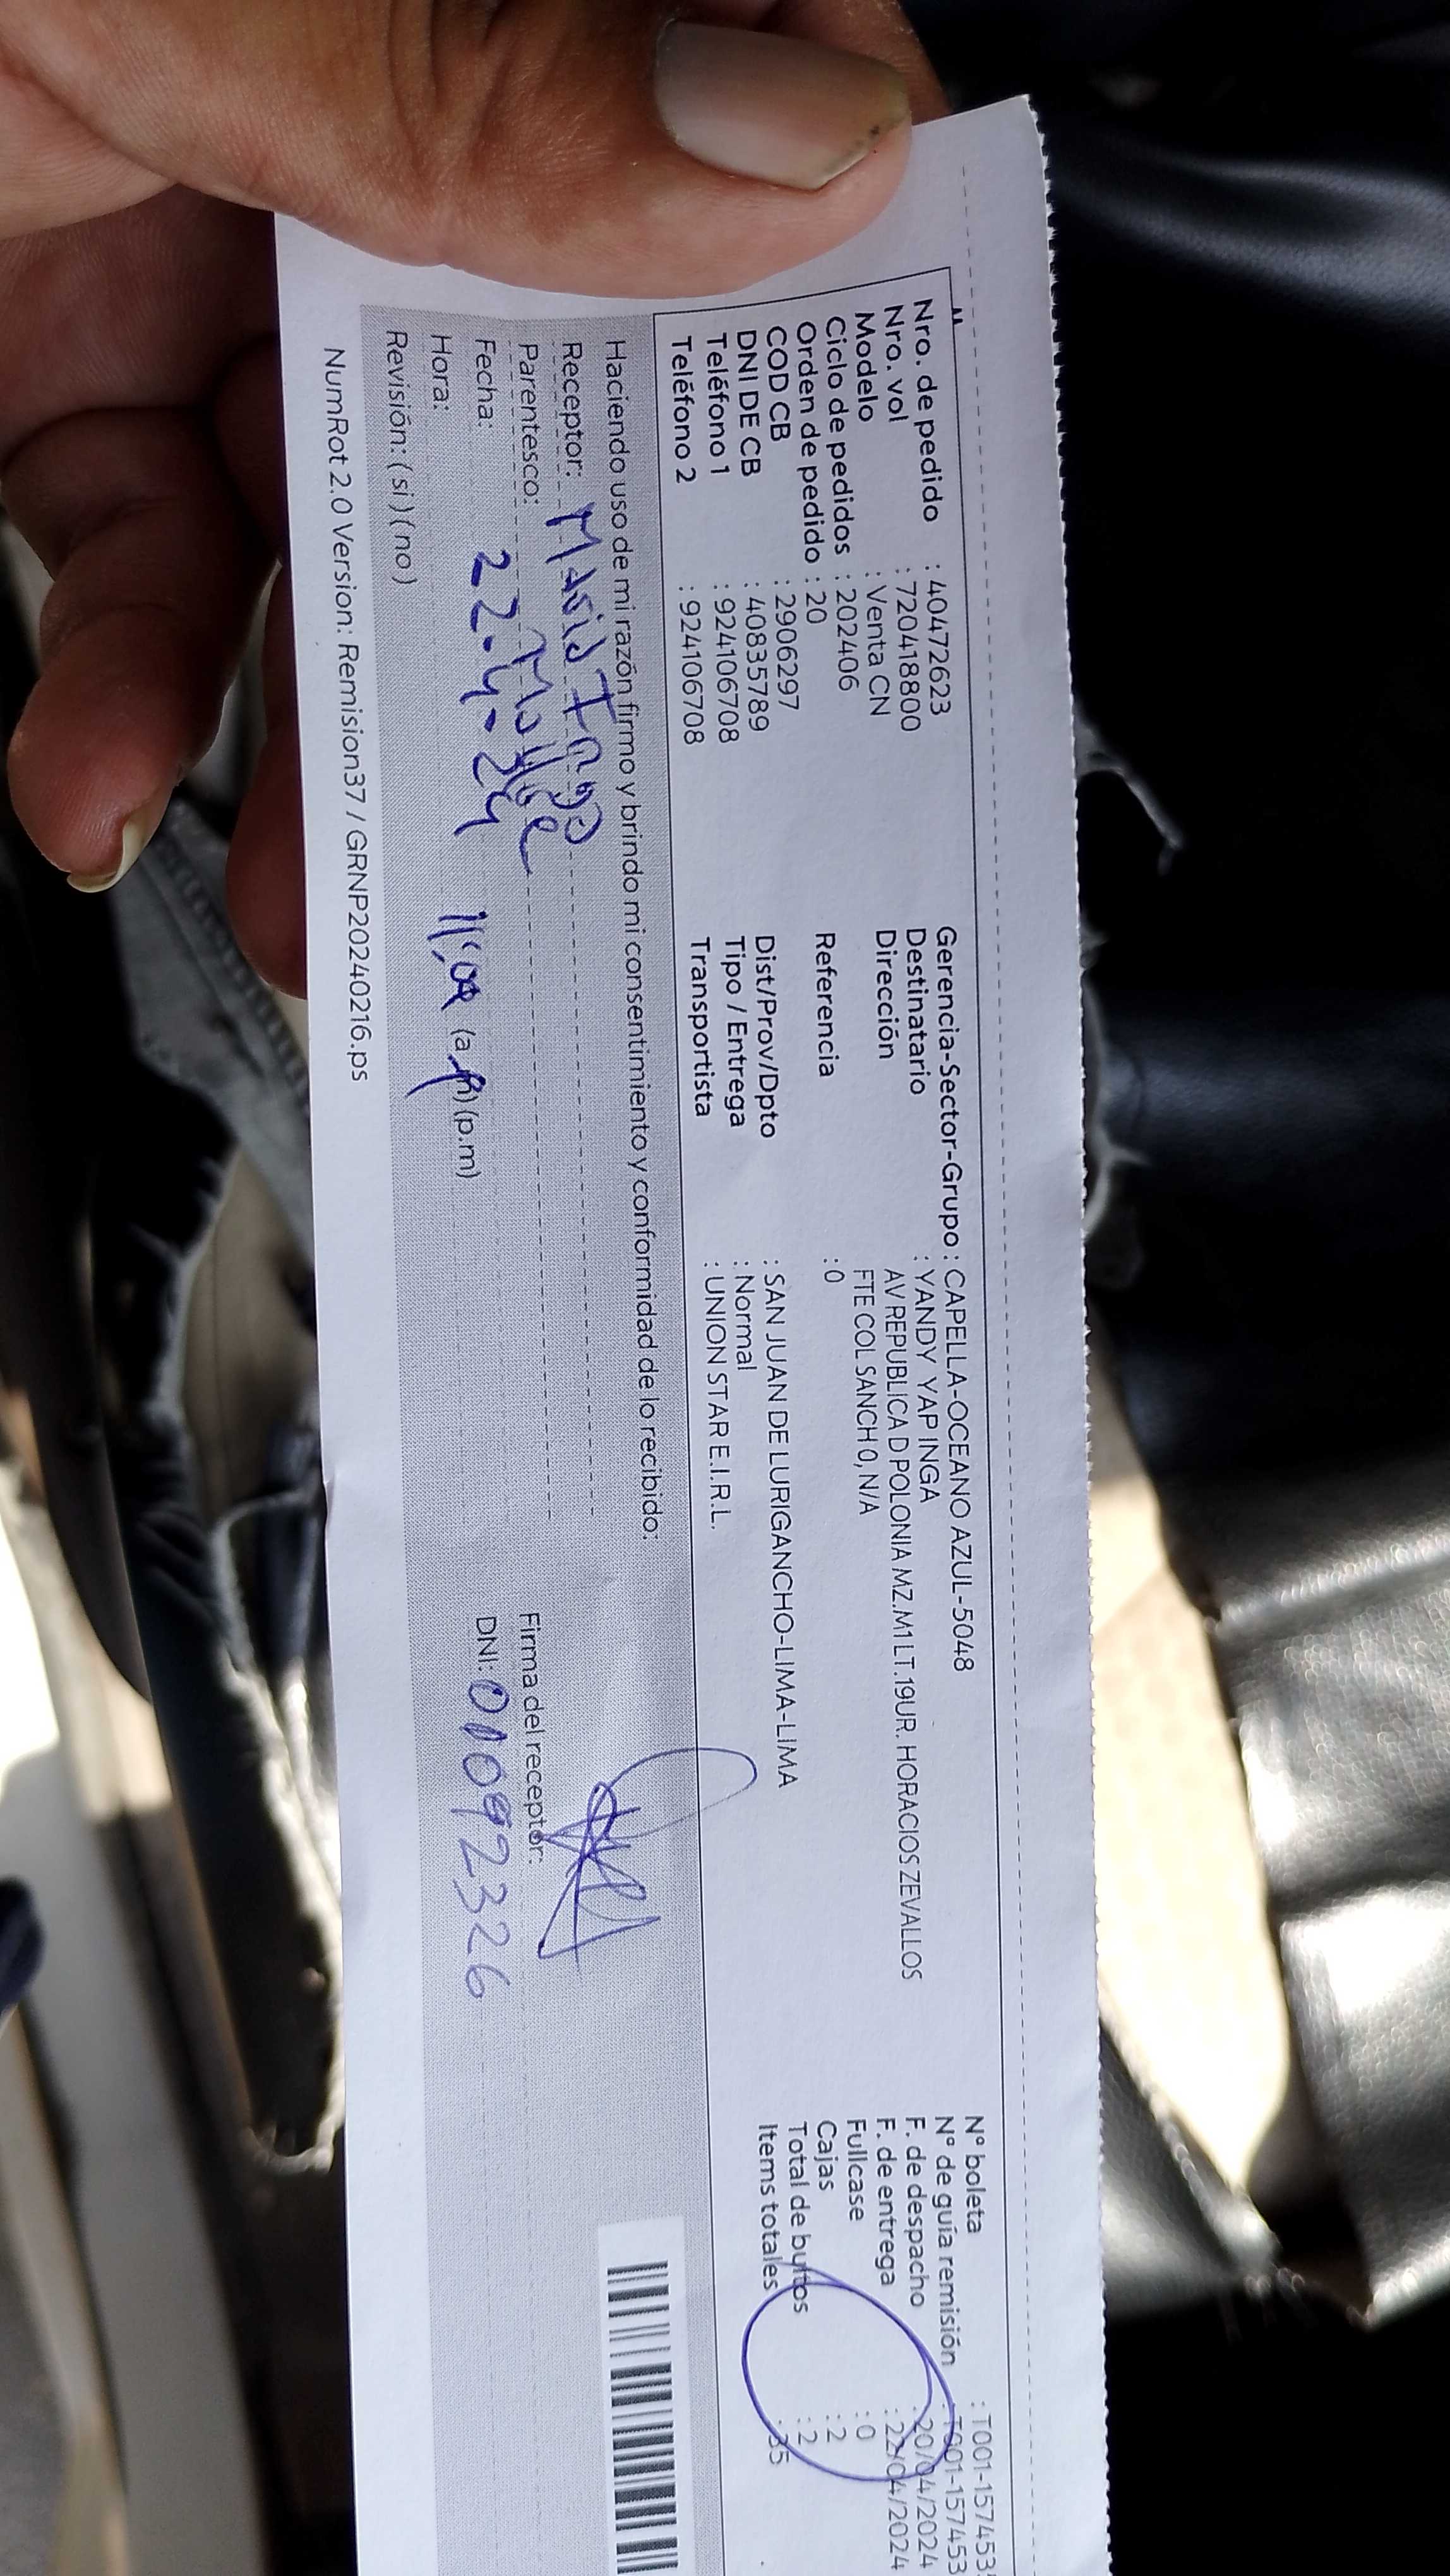 Nro. de pedido : 40472623
Nro. vol : 720418800
Modelo : Venta CN
Ciclo de pedidos : 202406
Orden de pedido : 20
COD CB : 2906297
DNI DE CB : 40835789
Teléfono 1 : 924106708
Teléfono 2 : 924106708
Gerencia-Sector-Grupo : CAPELLA-OCEANO AZUL-5048
Destinatario : YANDY YAP INGA
Dirección AV REPUBLICA D POLONIA MZ.M1 LT.19UR. HORACIOS ZEVALLOS
FTE COL SANCH 0, N/A
Referencia :0
Dist/Prov/Dpto : SAN JUAN DE LURIGANCHO-LIMA-LIMA
Tipo / Entrega : Normal
Transportista : UNION STAR E.I.R.L.
N° boleta : T001-157453
N° de guía remisión : T001-157453
F. de despacho : 20/04/2024
F. de entrega : 22/04/2024
Fullcase : 0
Cajas : 2
Total de bultos : 2
Items totales : 35
Haciendo uso de mi razón firmo y brindo mi consentimiento y conformidad de lo recibido:
Receptor: Inga
Parentesco:
Fecha: 22-4-24
Hora: (a.m) (p.m)
Revisión: ( si ) ( no )
Firma del receptor:
DNI: 01092326
NumRot 2.0 Version: Remision37 / GRNP20240216.ps